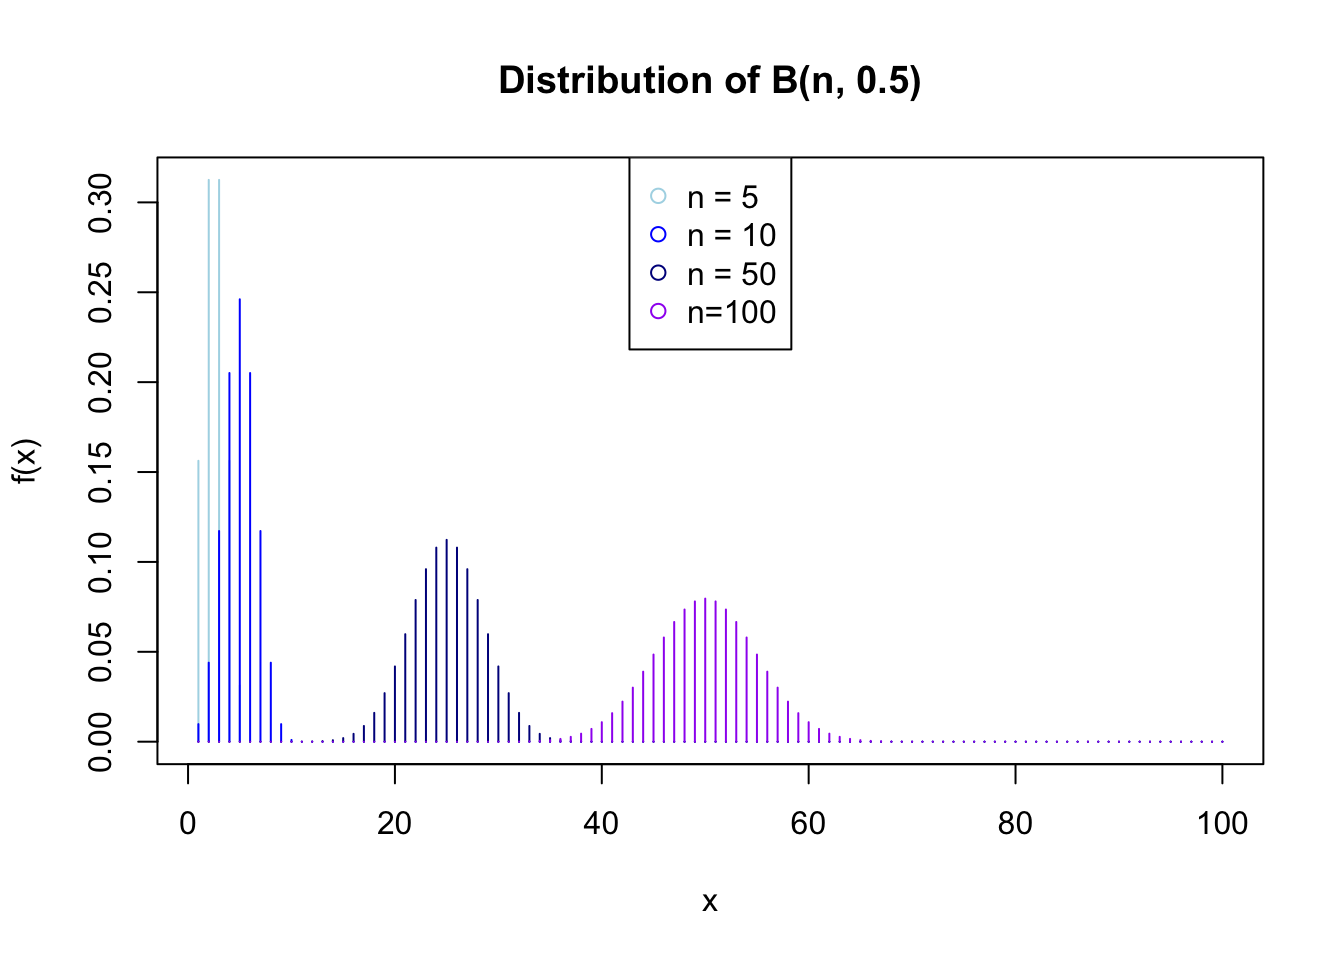 Distribution of B(n, 0.5)
n = 5
n = 10
n = 50
n=100
f(x)
0.30
0.25
0.20
0.15
0.10
0.05
0.00
0 20 40 60 80 100
x